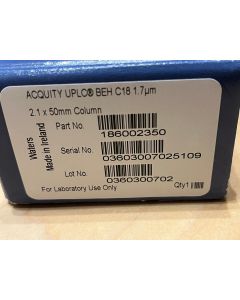 ACQUITY UPLC® BEH C18 1.7µm
2.1 x 50mm Column
Part No. 186002350
Serial No. 03603007025109
Lot No. 0360300702
For Laboratory Use Only
Qty1
Waters
Made in Ireland